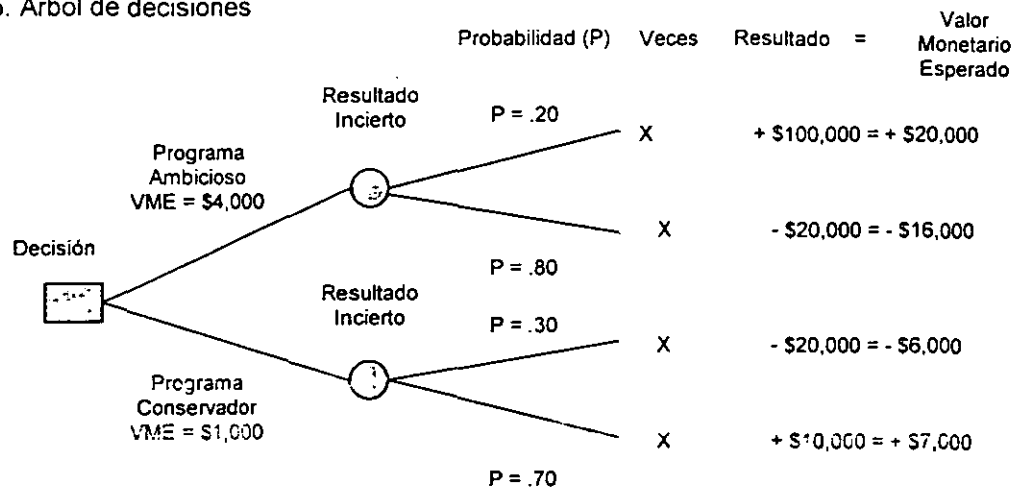 . Árbol de decisiones
Probabilidad (P) Veces Resultado = Valor
Monetario
Esperado
Resultado
Incierto
P = .20
X + $100,000 = + $20,000
Programa
Ambicioso
VME = $4,000
X - $20,000 = - $16,000
P = .80
Decisión
Resultado
Incierto
P = .30
X - $20,000 = - $6,000
Programa
Conservador
VME = $1,000
X + $10,000 = + $7,000
P = .70